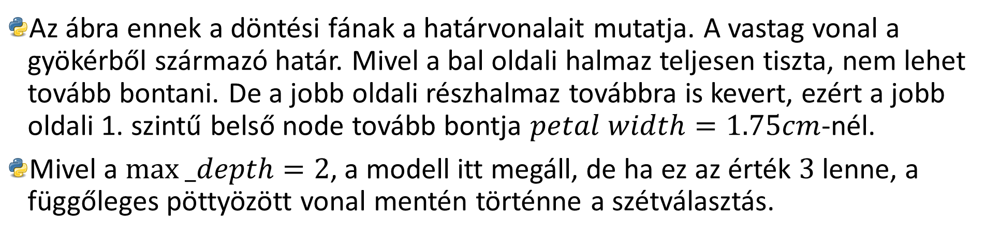 Az ábra ennek a döntési fának a határvonalait mutatja. A vastag vonal a
gyökérből származó határ. Mivel a bal oldali halmaz teljesen tiszta, nem lehet
tovább bontani. De a jobb oldali részhalmaz továbbra is kevert, ezért a jobb
oldali 1. szintű belső node tovább bontja petal width = 1.75cm-nél.
Mivel a max _depth = 2, a modell itt megáll, de ha ez az érték 3 lenne, a
függőleges pöttyözött vonal mentén történne a szétválasztás.